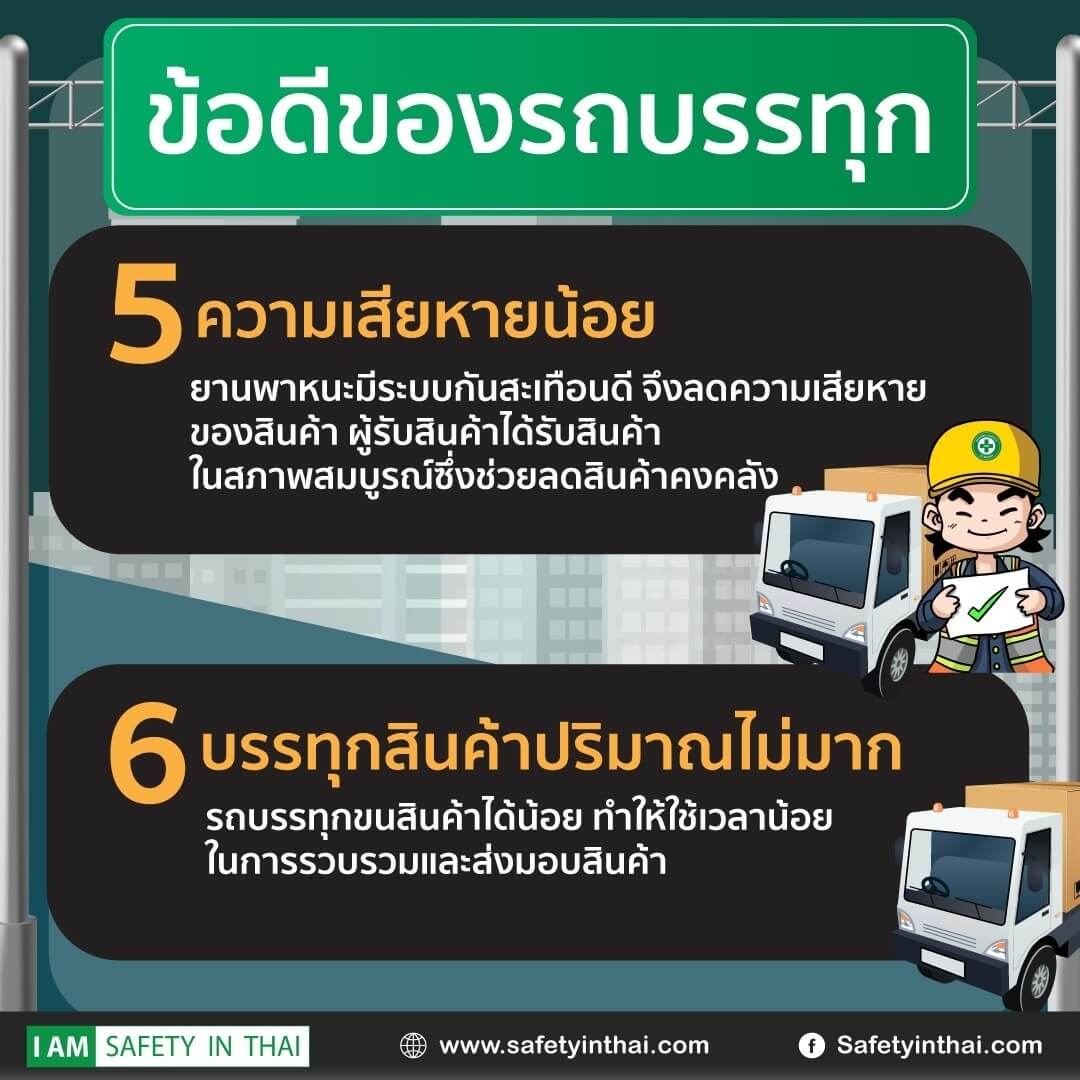 ข้อดีของรถบรรทุก
5 ความเสียหายน้อย
ยานพาหนะมีระบบกันสะเทือนดี จึงลดความเสียหาย
ของสินค้า ผู้รับสินค้าได้รับสินค้า
ในสภาพสมบูรณ์ซึ่งช่วยลดสินค้าคงคลัง
6 บรรทุกสินค้าปริมาณไม่มาก
รถบรรทุกขนสินค้าได้น้อย ทำให้ใช้เวลาน้อย
ในการรวบรวมและส่งมอบสินค้า
I AM SAFETY IN THAI
www.safetyinthai.com
Safetyinthai.com